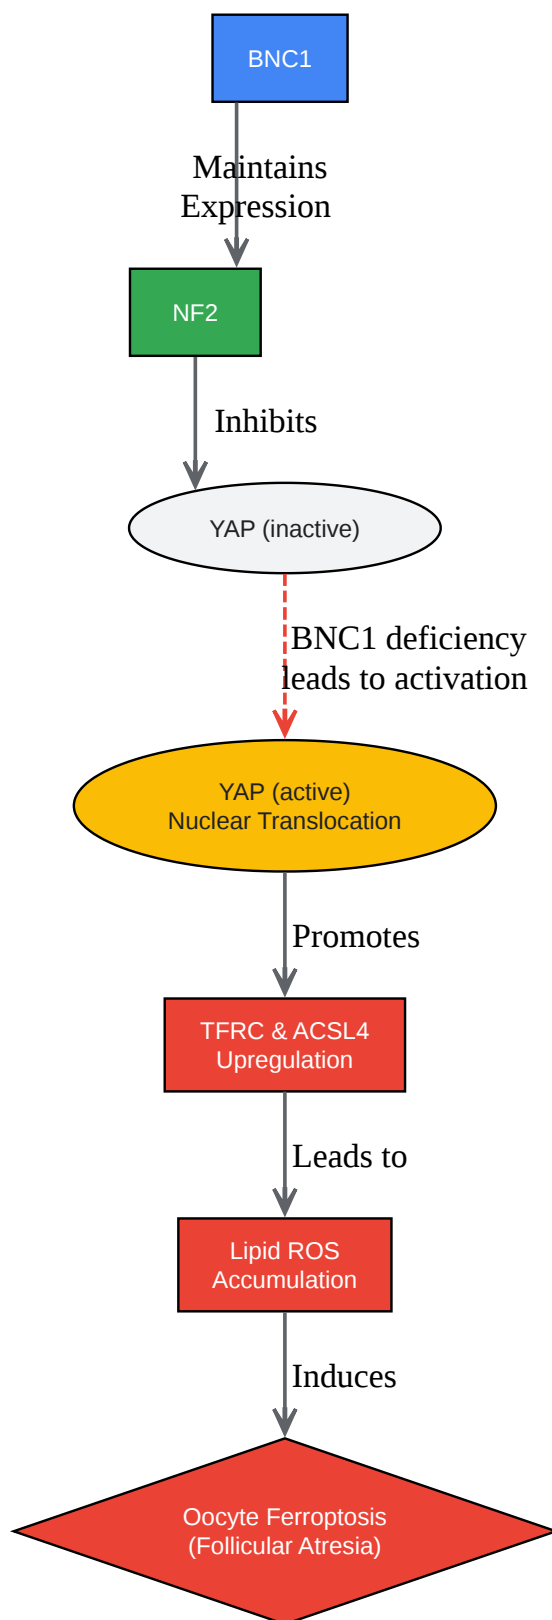 BNC1
Maintains
Expression
NF2
Inhibits
YAP (inactive)
BNC1 deficiency
leads to activation
YAP (active)
Nuclear Translocation
Promotes
TFRC & ACSL4
Upregulation
Leads to
Lipid ROS
Accumulation
Induces
Oocyte Ferroptosis
(Follicular Atresia)